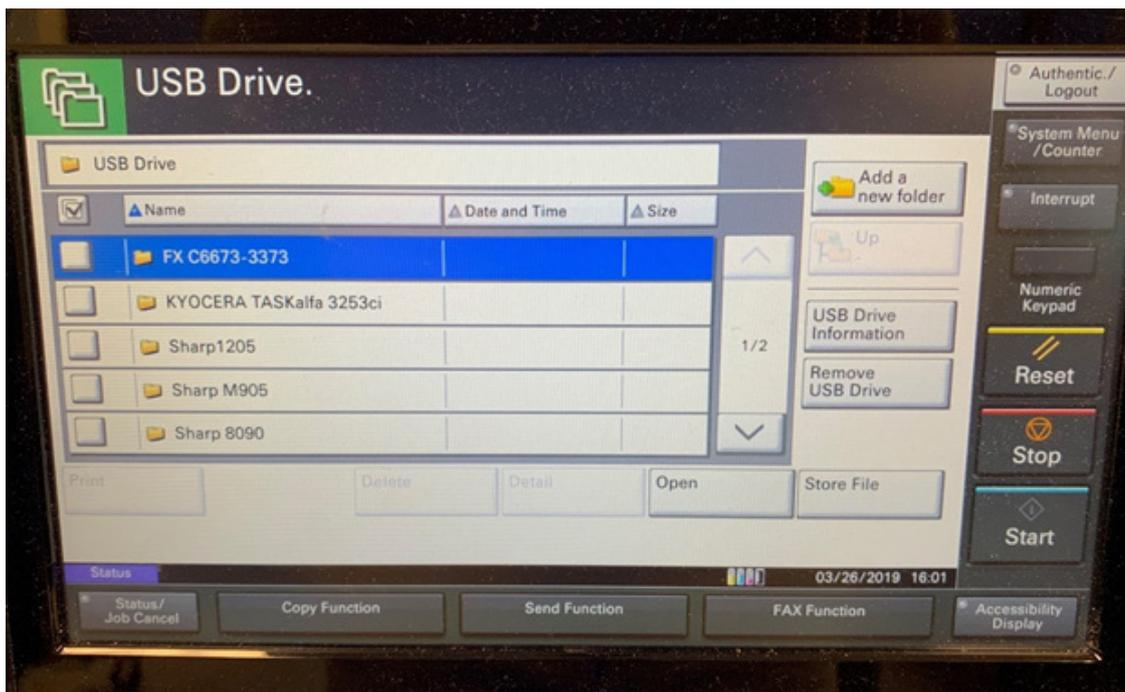 USB Drive.
Authentic./
Logout
System Menu
/Counter
Interrupt
Numeric
Keypad
Reset
Stop
Start
USB Drive
Name
Date and Time
Size
FX C6673-3373
KYOCERA TASKalfa 3253ci
Sharp1205
Sharp M905
Sharp 8090
1/2
Add a
new folder
Up
USB Drive
Information
Remove
USB Drive
Print
Delete
Detail
Open
Store File
Status
03/26/2019 16:01
Status/
Job Cancel
Copy Function
Send Function
FAX Function
Accessibility
Display